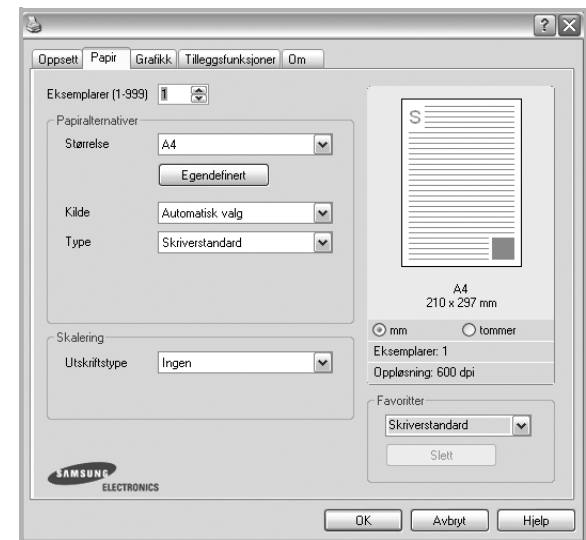 Oppsett Papir Grafikk Tilleggsfunksjoner Om
Eksemplarer (1-999) 1
Papiralternativer
Størrelse A4
Egendefinert
Kilde Automatisk valg
Type Skriverstandard
Skalering
Utskriftstype Ingen
SAMSUNG
ELECTRONICS
S
A4
210 x 297 mm
mm tommer
Eksemplarer: 1
Oppløsning: 600 dpi
Favoritter
Skriverstandard
Slett
OK Avbryt Hjelp